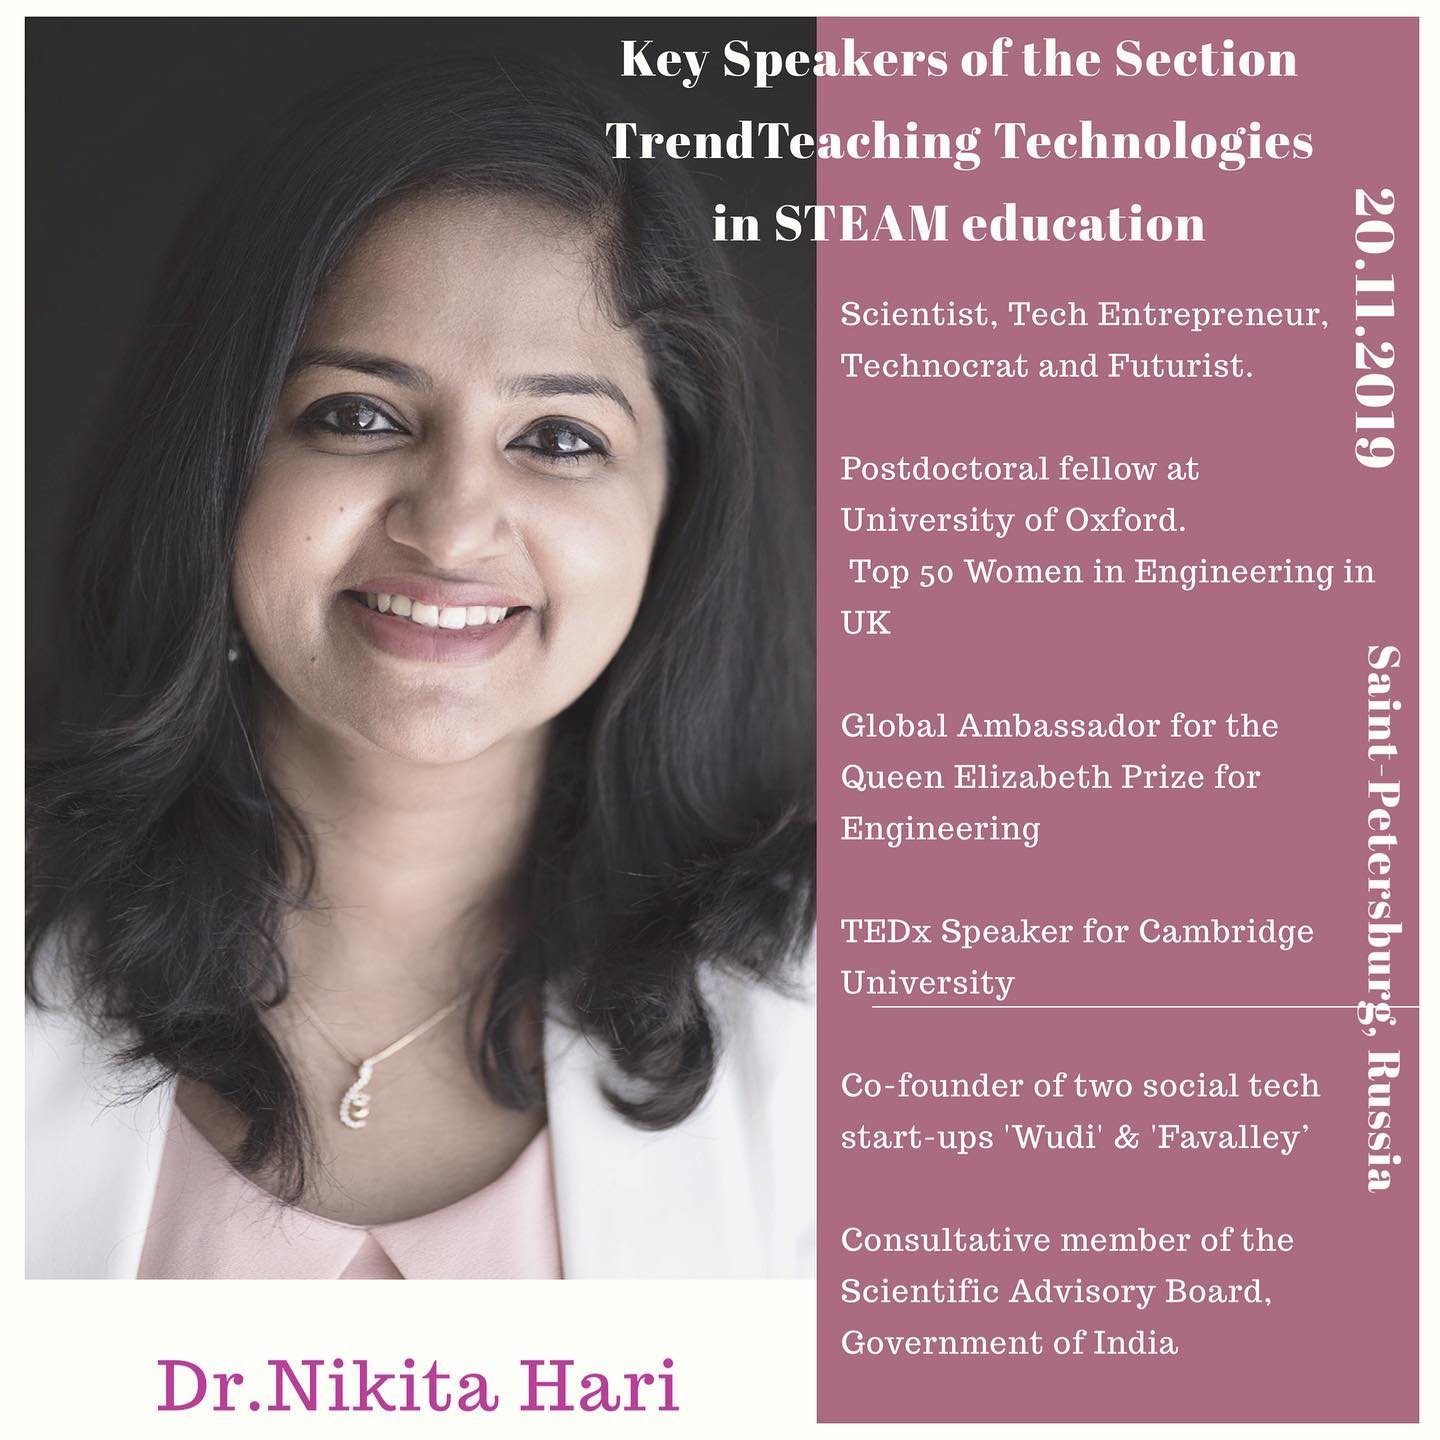 Key Speakers of the Section
TrendTeaching Technologies
in STEAM education
Scientist, Tech Entrepreneur,
Technocrat and Futurist.
Postdoctoral fellow at
University of Oxford.
Top 50 Women in Engineering in
UK
Global Ambassador for the
Queen Elizabeth Prize for
Engineering
TEDx Speaker for Cambridge
University
Co-founder of two social tech
start-ups 'Wudi' & 'Favalley’
Consultative member of the
Scientific Advisory Board,
Government of India
20.11.2019
Saint-Petersburg, Russia
Dr.Nikita Hari